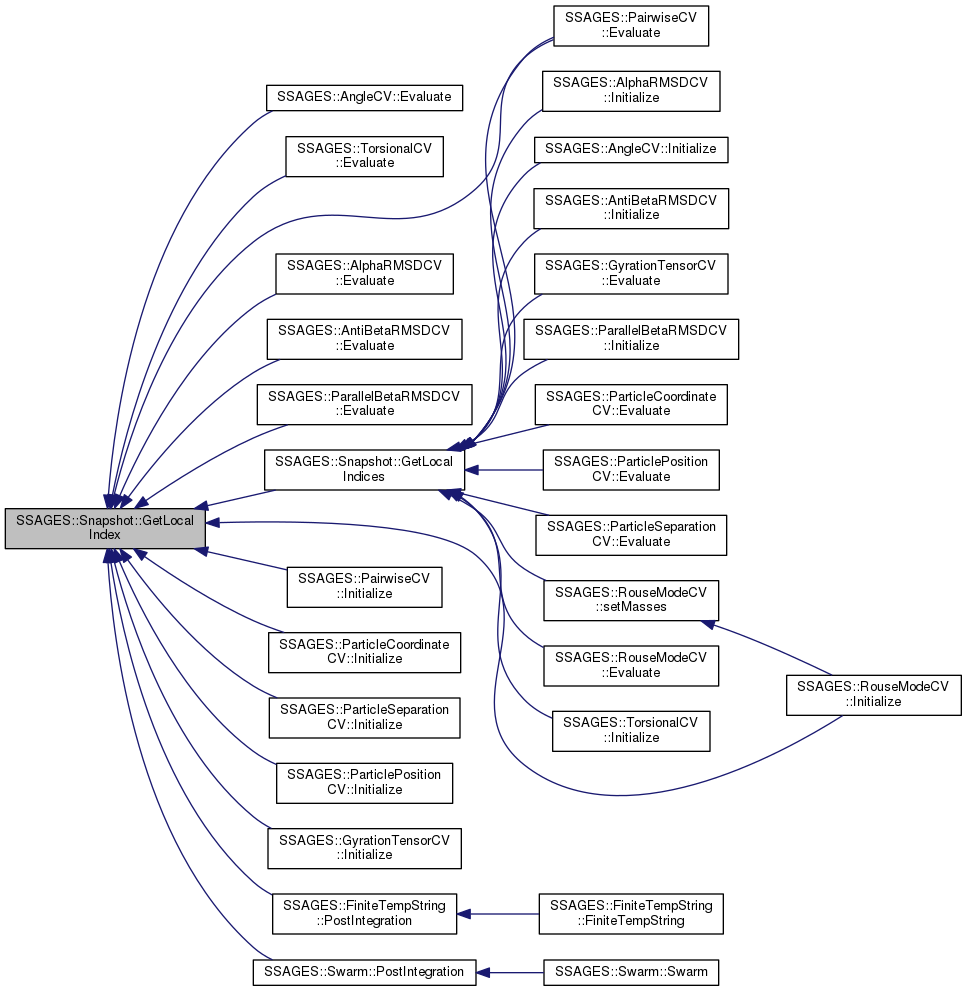 SSAGES::Snapshot::GetLocal
Index
SSAGES::AngleCV::Evaluate
SSAGES::TorsionalCV
::Evaluate
SSAGES::AlphaRMSDCV
::Evaluate
SSAGES::AntiBetaRMSDCV
::Evaluate
SSAGES::ParallelBetaRMSDCV
::Evaluate
SSAGES::Snapshot::GetLocal
Indices
SSAGES::PairwiseCV
::Initialize
SSAGES::ParticleCoordinate
CV::Initialize
SSAGES::ParticleSeparation
CV::Initialize
SSAGES::ParticlePosition
CV::Initialize
SSAGES::GyrationTensorCV
::Initialize
SSAGES::FiniteTempString
::PostIntegration
SSAGES::Swarm::PostIntegration
SSAGES::PairwiseCV
::Evaluate
SSAGES::AlphaRMSDCV
::Initialize
SSAGES::AngleCV::Initialize
SSAGES::AntiBetaRMSDCV
::Initialize
SSAGES::GyrationTensorCV
::Evaluate
SSAGES::ParallelBetaRMSDCV
::Initialize
SSAGES::ParticleCoordinate
CV::Evaluate
SSAGES::ParticlePosition
CV::Evaluate
SSAGES::ParticleSeparation
CV::Evaluate
SSAGES::RouseModeCV
::setMasses
SSAGES::RouseModeCV
::Evaluate
SSAGES::TorsionalCV
::Initialize
SSAGES::FiniteTempString
::FiniteTempString
SSAGES::Swarm::Swarm
SSAGES::RouseModeCV
::Initialize